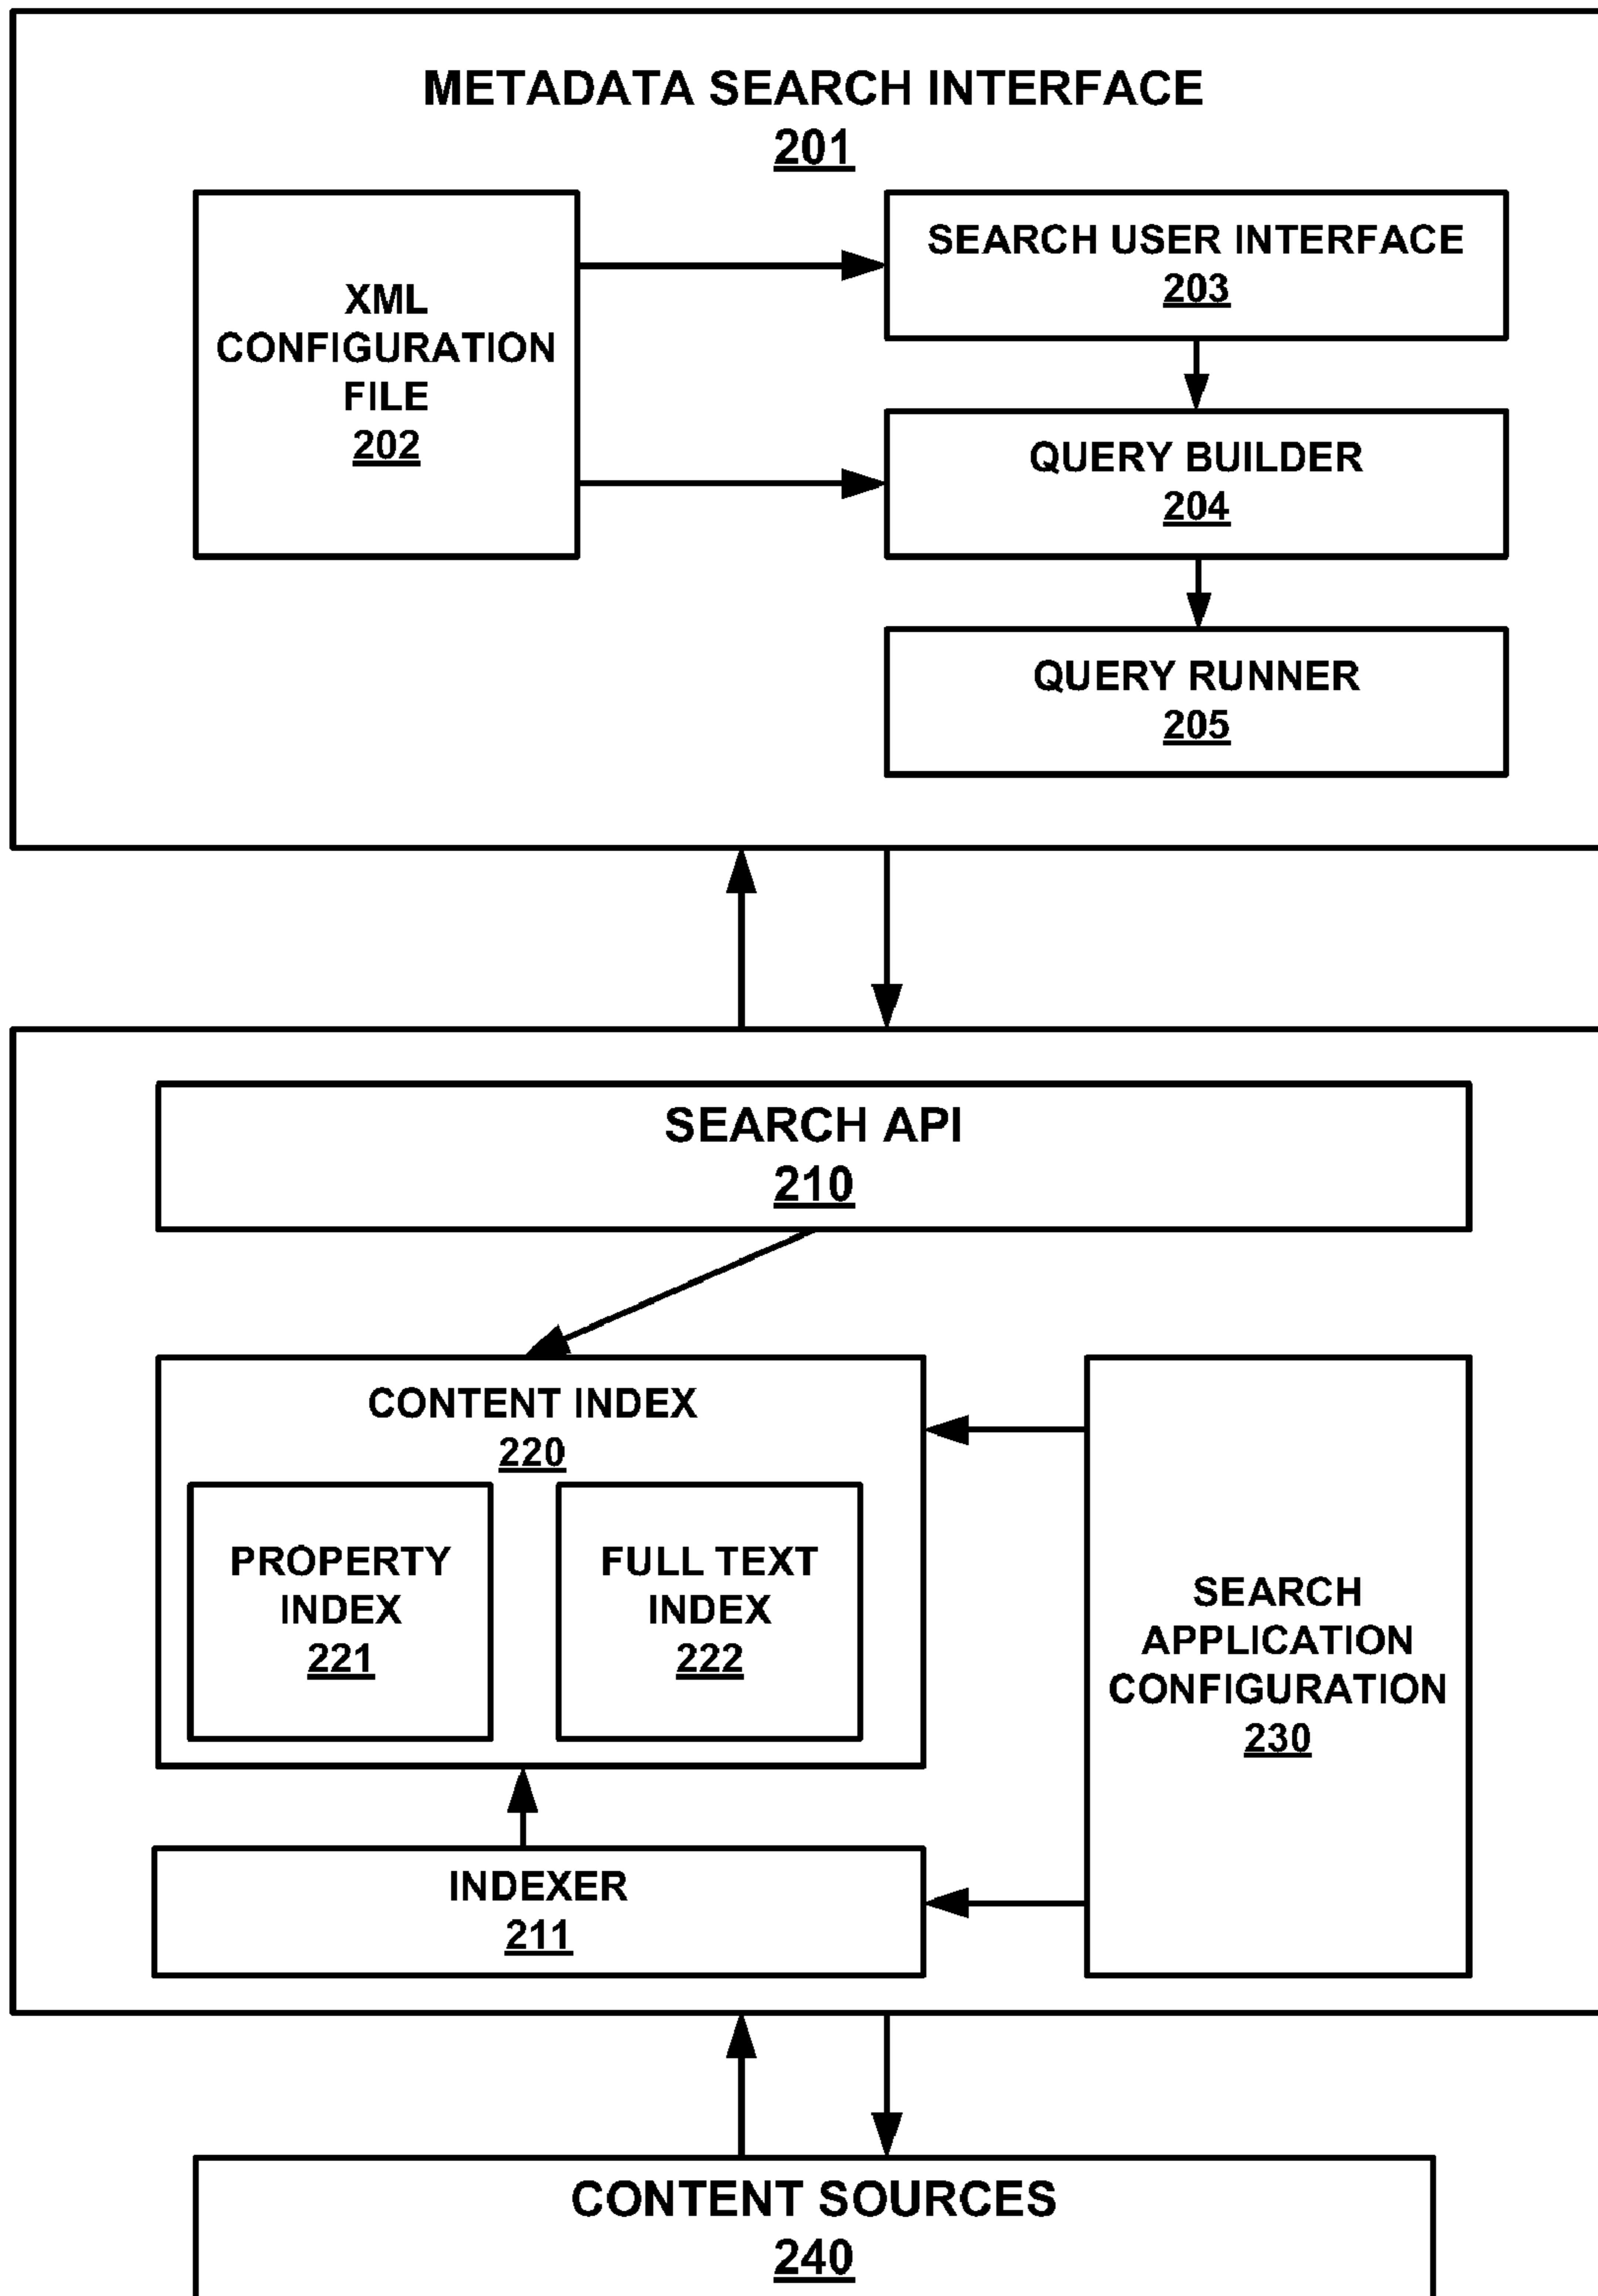 METADATA SEARCH INTERFACE
201
XML
CONFIGURATION
FILE
202
SEARCH USER INTERFACE
203
QUERY BUILDER
204
QUERY RUNNER
205
SEARCH API
210
CONTENT INDEX
220
PROPERTY
INDEX
221
FULL TEXT
INDEX
222
SEARCH
APPLICATION
CONFIGURATION
230
INDEXER
211
CONTENT SOURCES
240